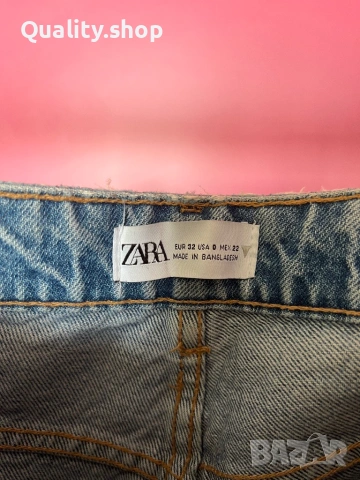 Quality.shop
ZARA
EUR 32 USA 0 MEX 22
MADE IN BANGLADESH
BAZAR